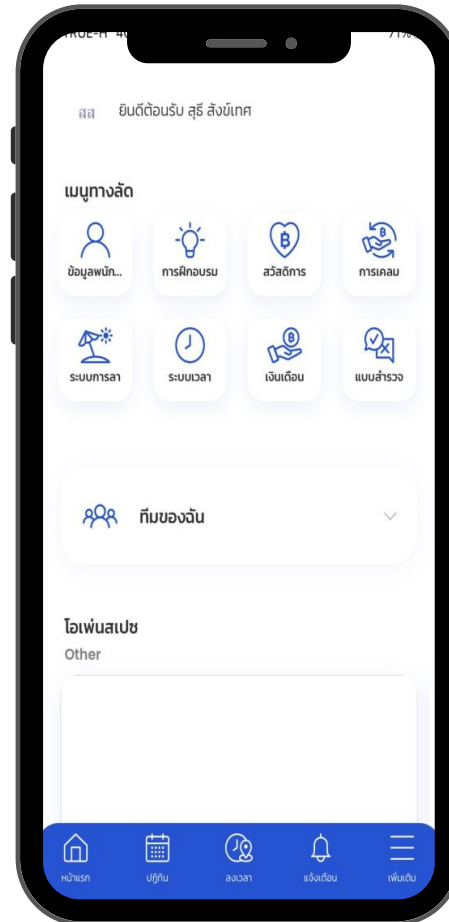 TRUE-H 4G
71%
สส ยินดีต้อนรับ สุธี สังข์เทศ
เมนูทางลัด
ข้อมูลพนัก... การฝึกอบรม สวัสดิการ การเคลม
ระบบการลา ระบบเวลา เงินเดือน แบบสำรวจ
ทีมของฉัน
โอเพ่นสเปซ
Other
หน้าแรก ปฏิทิน ลงเวลา แจ้งเตือน เพิ่มเติม